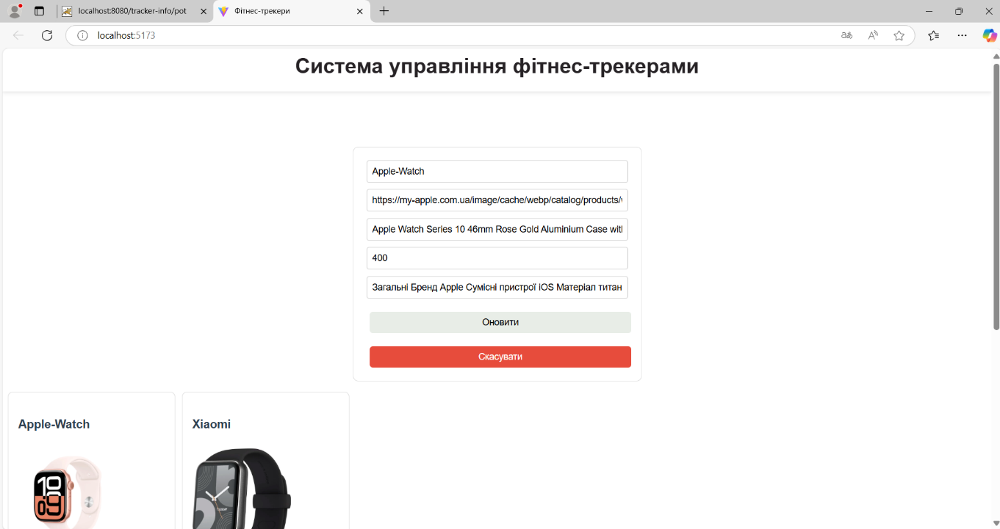 localhost:8080/tracker-info/pot
Фітнес-трекери
localhost:5173
Система управління фітнес-трекерами
Apple-Watch
https://my-apple.com.ua/image/cache/webp/catalog/products/
Apple Watch Series 10 46mm Rose Gold Aluminium Case with
400
Загальні Бренд Apple Сумісні пристрої iOS Матеріал титан
Оновити
Скасувати
Apple-Watch
Xiaomi
10
09